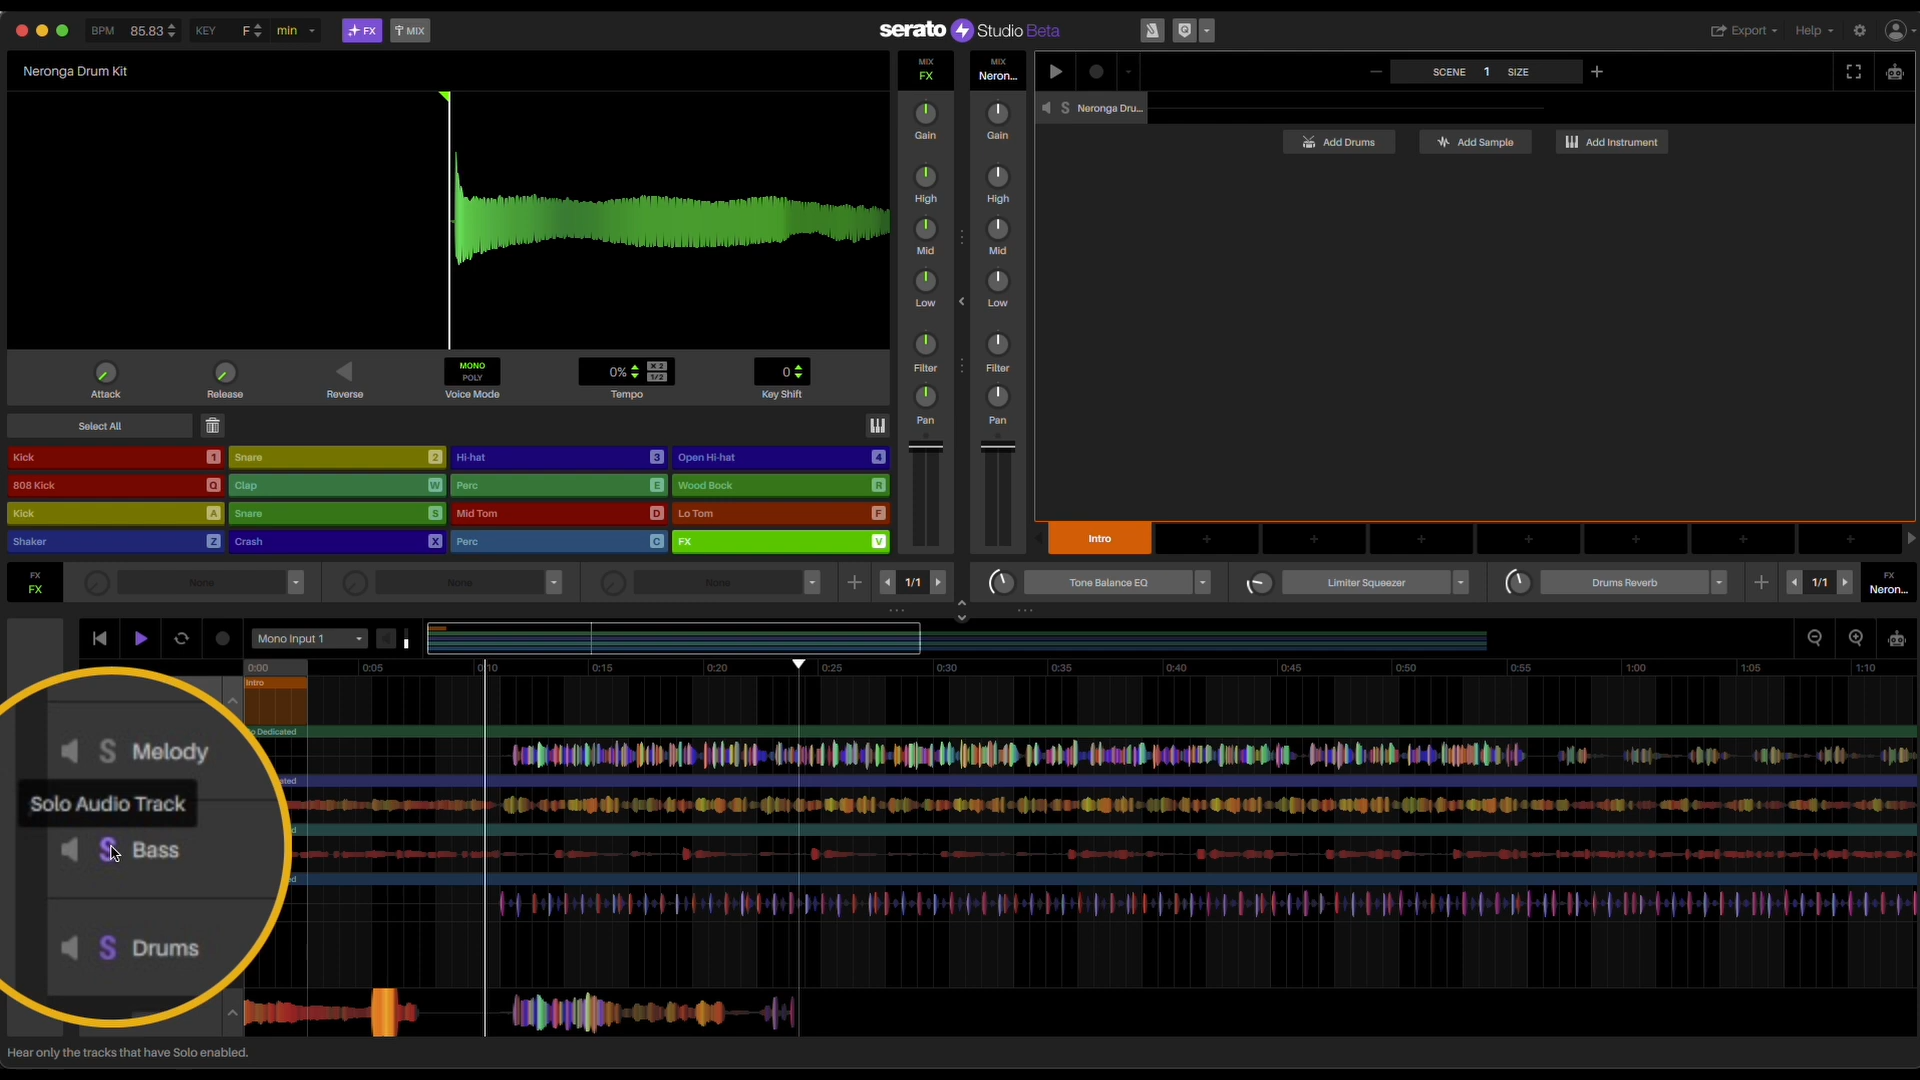 BPM 85.83 KEY F min FX MIX serato Studio Beta Export Help
Neronga Drum Kit
MIX
FX
MIX
Neron...
SCENE 1 SIZE
S Neronga Dru...
Add Drums Add Sample Add Instrument
Gain Gain
High High
Mid Mid
Low Low
Filter Filter
Pan Pan
MONO
POLY
0% X 2
1/2
0
Attack Release Reverse Voice Mode Tempo Key Shift
Select All
Kick 1 Snare 2 Hi-hat 3 Open Hi-hat 4
808 Kick Q Clap W Perc E Wood Bock R
Kick A Snare S Mid Tom D Lo Tom F
Shaker Z Crash X Perc C FX V
Intro
FX
FX
None None None 1/1
Tone Balance EQ Limiter Squeezer Drums Reverb 1/1
FX
Neron...
Mono Input 1
0:00 0:05 0:10 0:15 0:20 0:25 0:30 0:35 0:40 0:45 0:50 0:55 1:00 1:05 1:10
Intro
Dedicated
S Melody
Solo Audio Track
S Bass
S Drums
Hear only the tracks that have Solo enabled.